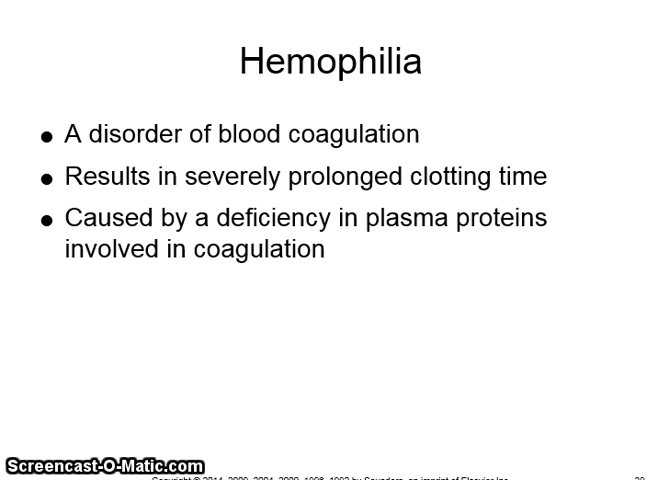 Hemophilia
● A disorder of blood coagulation
● Results in severely prolonged clotting time
● Caused by a deficiency in plasma proteins
involved in coagulation
Screencast-O-Matic.com